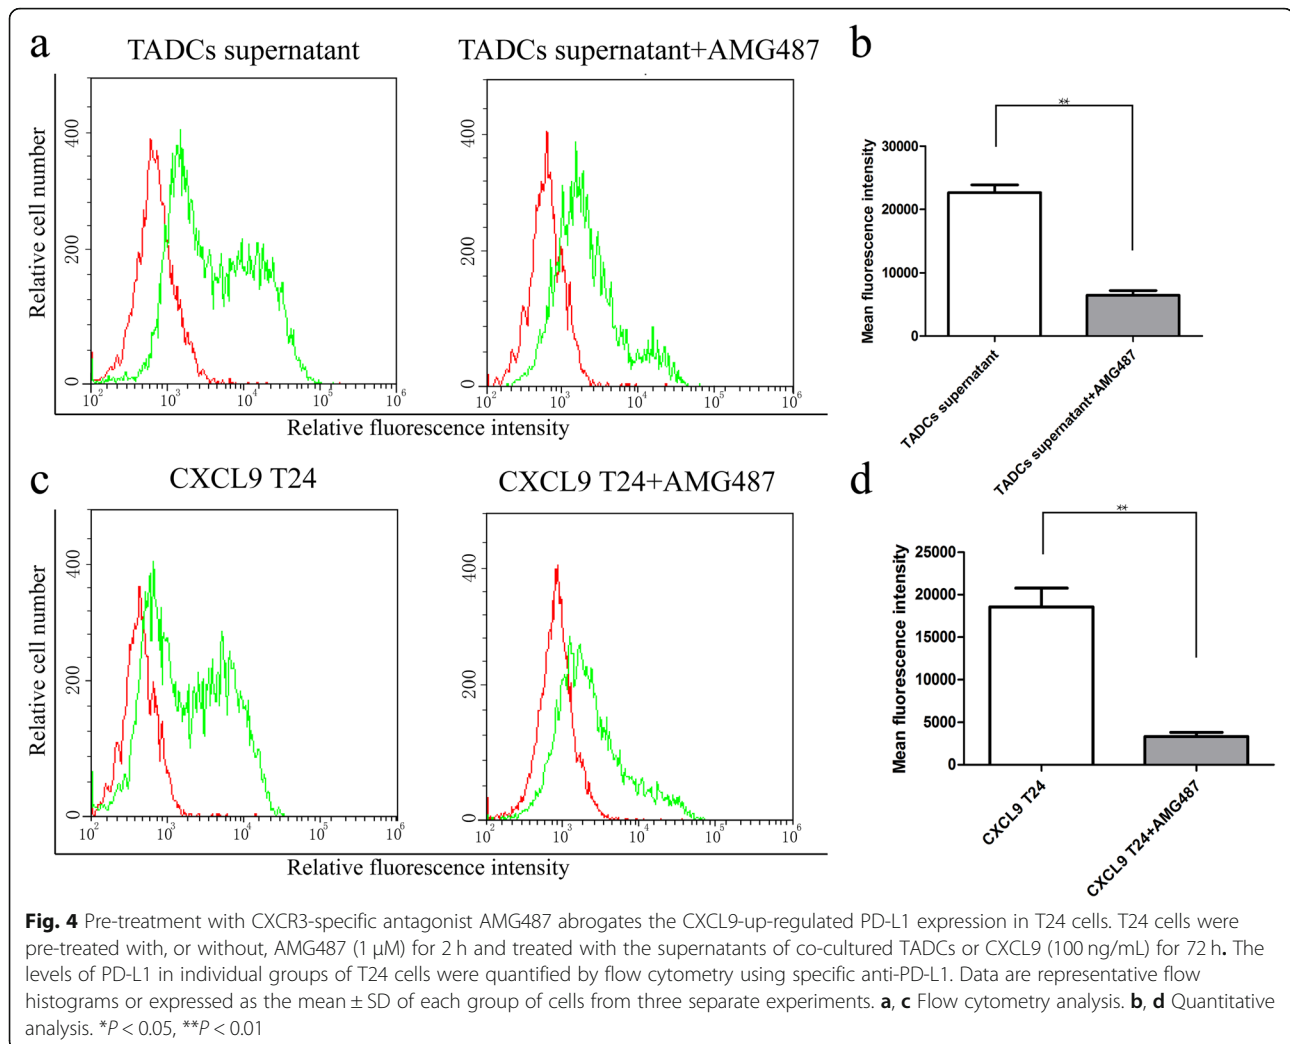 a
TADCs supernatant
TADCs supernatant+AMG487
b
Relative cell number
400
200
0
10² 10³ 10⁴ 10⁵ 10⁶
400
200
0
10² 10³ 10⁴ 10⁵ 10⁶
Relative fluorescence intensity
**
Mean fluorescence intensity
30000
20000
10000
0
TADCs supernatant
TADCs supernatant+AMG487
c
CXCL9 T24
CXCL9 T24+AMG487
d
Relative cell number
400
200
0
10² 10³ 10⁴ 10⁵ 10⁶
400
200
0
10² 10³ 10⁴ 10⁵ 10⁶
Relative fluorescence intensity
**
Mean fluorescence intensity
25000
20000
15000
10000
5000
0
CXCL9 T24
CXCL9 T24+AMG487
Fig. 4 Pre-treatment with CXCR3-specific antagonist AMG487 abrogates the CXCL9-up-regulated PD-L1 expression in T24 cells. T24 cells were
pre-treated with, or without, AMG487 (1 μM) for 2 h and treated with the supernatants of co-cultured TADCs or CXCL9 (100 ng/mL) for 72 h. The
levels of PD-L1 in individual groups of T24 cells were quantified by flow cytometry using specific anti-PD-L1. Data are representative flow
histograms or expressed as the mean ± SD of each group of cells from three separate experiments. a, c Flow cytometry analysis. b, d Quantitative
analysis. *P < 0.05, **P < 0.01